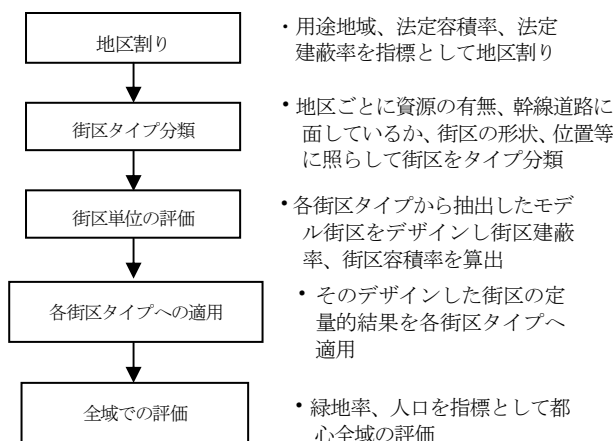 地区割り
・用途地域、法定容積率、法定
建蔽率を指標として地区割り
街区タイプ分類
・地区ごとに資源の有無、幹線道路に
面しているか、街区の形状、位置等
に照らして街区をタイプ分類
街区単位の評価
・各街区タイプから抽出したモデ
ル街区をデザインし街区建蔽
率、街区容積率を算出
各街区タイプへの適用
・そのデザインした街区の定
量的結果を各街区タイプへ
適用
全域での評価
・緑地率、人口を指標として都
心全域の評価